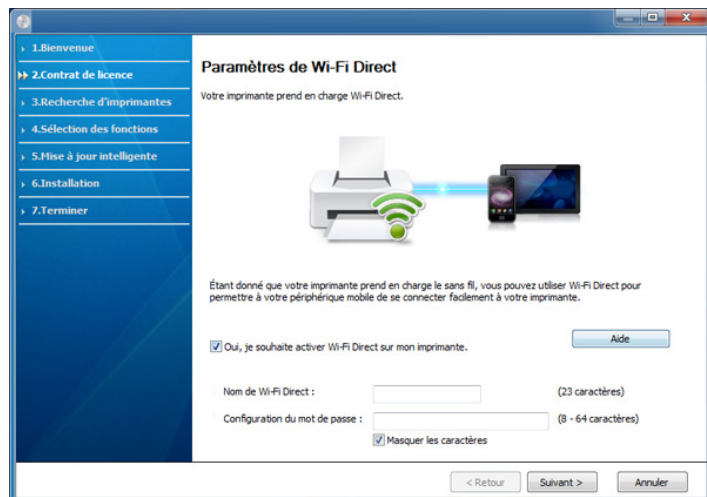 1.Bienvenue
2.Contrat de licence
3.Recherche d'imprimantes
4.Sélection des fonctions
5.Mise à jour intelligente
6.Installation
7.Terminer
Paramètres de Wi-Fi Direct
Votre imprimante prend en charge Wi-Fi Direct.
Étant donné que votre imprimante prend en charge le sans fil, vous pouvez utiliser Wi-Fi Direct pour
permettre à votre périphérique mobile de se connecter facilement à votre imprimante.
Oui, je souhaite activer Wi-Fi Direct sur mon imprimante.
Aide
Nom de Wi-Fi Direct :
(23 caractères)
Configuration du mot de passe :
(8 - 64 caractères)
Masquer les caractères
< Retour
Suivant >
Annuler